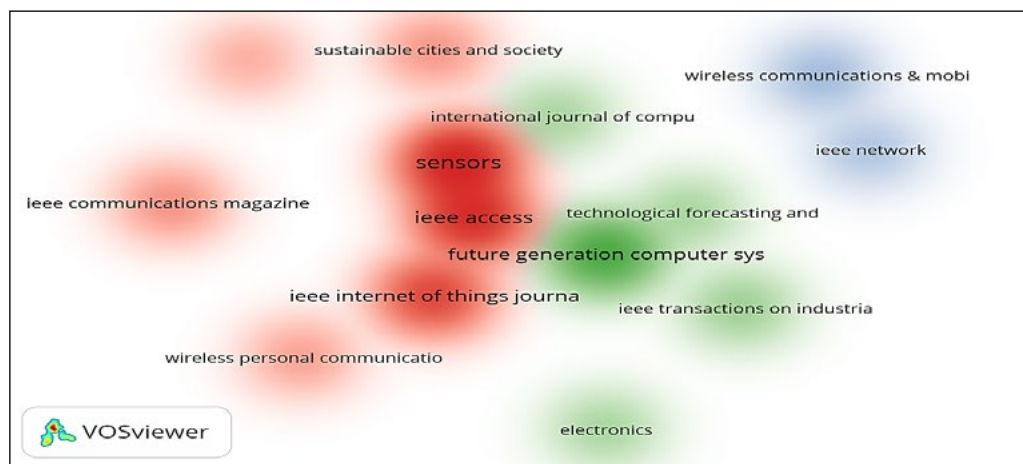 sustainable cities and society
wireless communications & mobi
international journal of compu
ieee network
sensors
ieee communications magazine
ieee access
technological forecasting and
future generation computer sys
ieee internet of things journa
ieee transactions on industria
wireless personal communicatio
VOSviewer
electronics